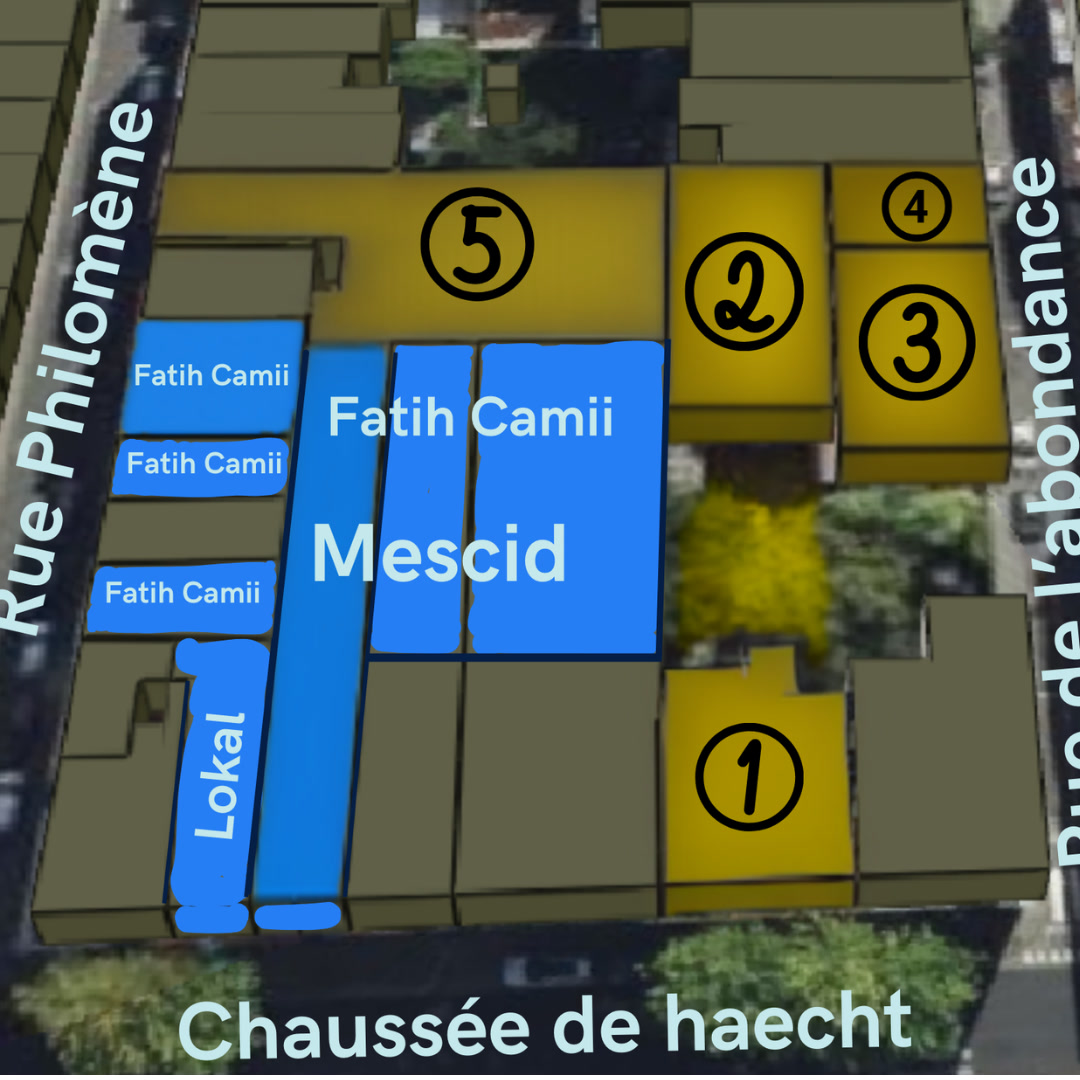 Rue Philomène
Rue de l'abondance
5
2
4
3
Fatih Camii
Fatih Camii
Fatih Camii
Fatih Camii
Mescid
Lokal
1
Chaussée de haecht